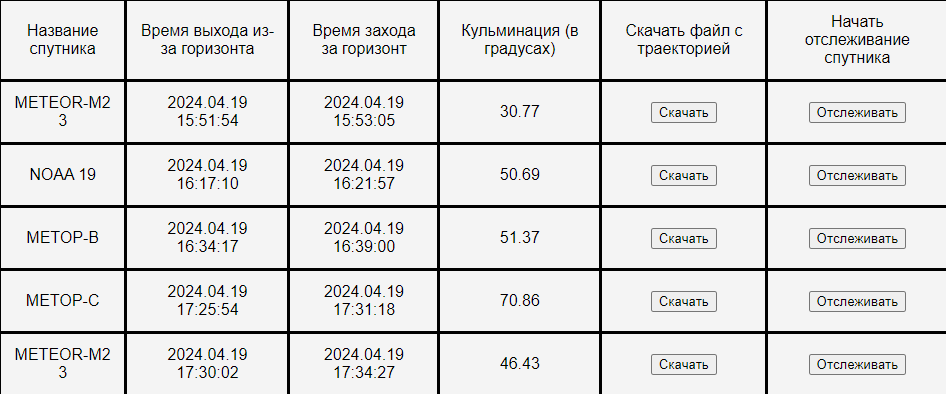 Название
спутника
Время выхода из-
за горизонта
Время захода
за горизонт
Кульминация (в
градусах)
Скачать файл с
траекторией
Начать
отслеживание
спутника
METEOR-M2
3
2024.04.19
15:51:54
2024.04.19
15:53:05
30.77
Скачать
Отслеживать
NOAA 19
2024.04.19
16:17:10
2024.04.19
16:21:57
50.69
Скачать
Отслеживать
METOP-B
2024.04.19
16:34:17
2024.04.19
16:39:00
51.37
Скачать
Отслеживать
METOP-C
2024.04.19
17:25:54
2024.04.19
17:31:18
70.86
Скачать
Отслеживать
METEOR-M2
3
2024.04.19
17:30:02
2024.04.19
17:34:27
46.43
Скачать
Отслеживать